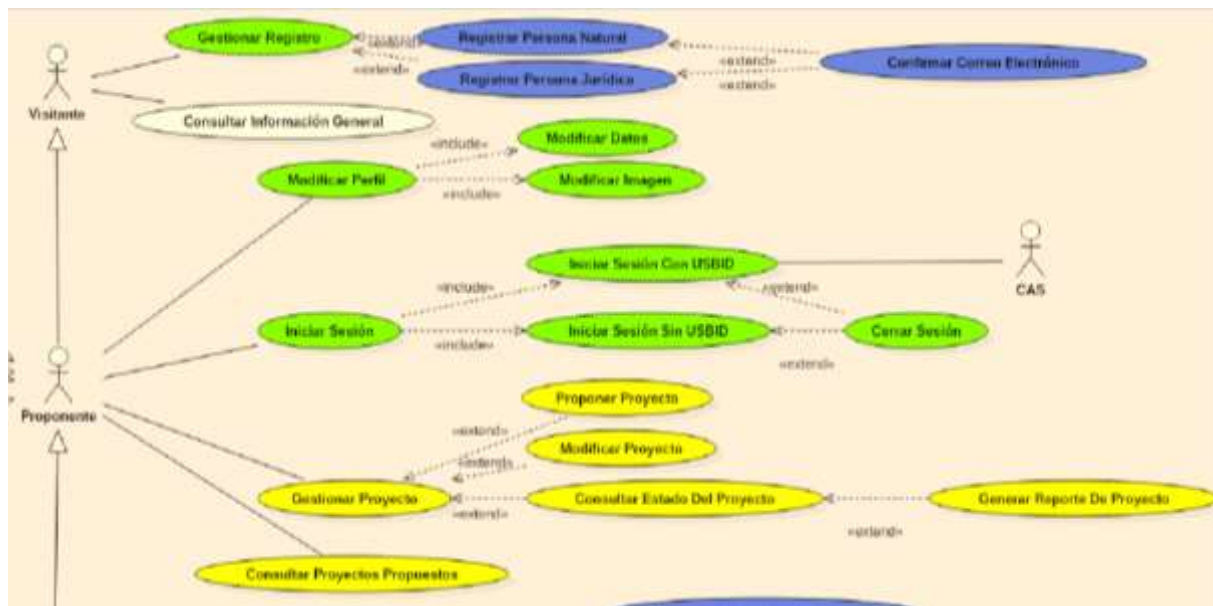 Gestionar Registro
«extend»
Registrar Persona Natural
«extend»
Confirmar Correo Electrónico
«extend»
Registrar Persona Jurídica
«extend»
Visitante
Consultar Información General
«include»
Modificar Datos
Modificar Perfil
Modificar Imagen
«include»
Iniciar Sesión Con USBID
CAS
«include»
«extend»
Iniciar Sesión
Iniciar Sesión Sin USBID
Cerrar Sesión
«include»
«extend»
Proponente
Proponer Proyecto
«extend»
Modificar Proyecto
«extend»
Gestionar Proyecto
Consultar Estado Del Proyecto
Generar Reporte De Proyecto
«extend»
«extend»
Consultar Proyectos Propuestos